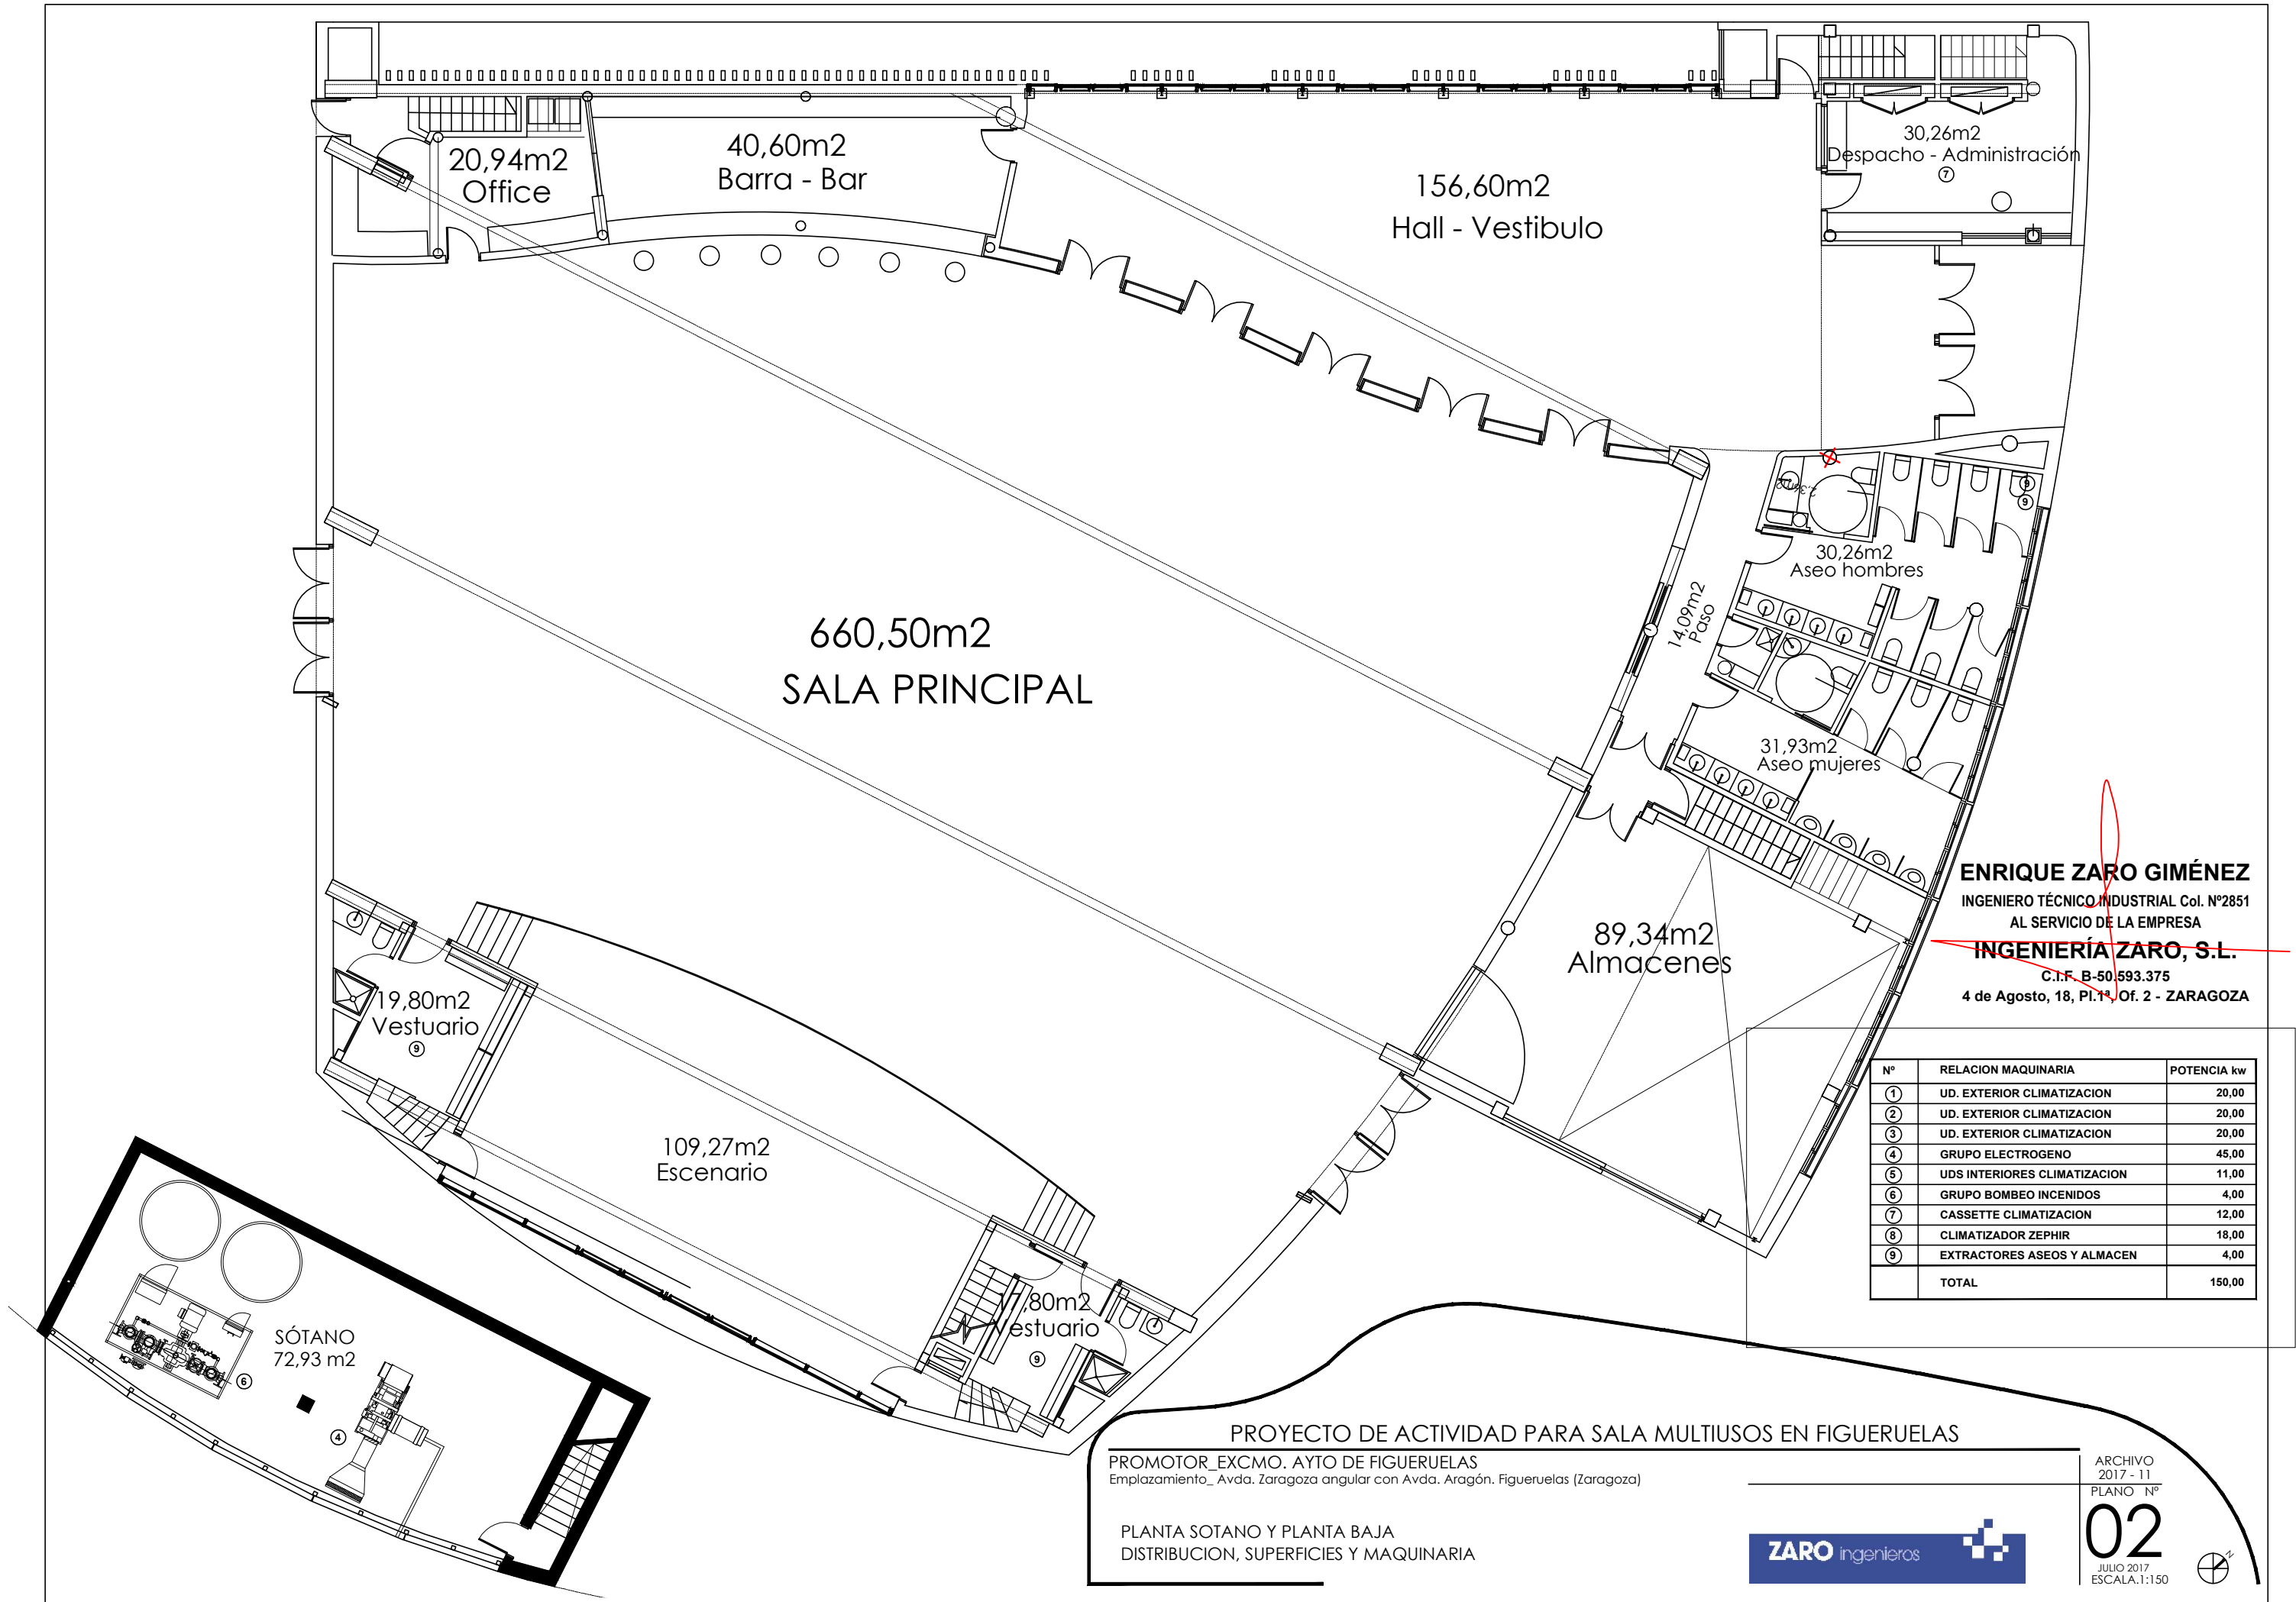 20,94m2
Office
40,60m2
Barra - Bar
156,60m2
Hall - Vestibulo
30,26m2
Despacho - Administración
7
9
9
30,26m2
Aseo hombres
14,09m2
Paso
660,50m2
SALA PRINCIPAL
31,93m2
Aseo mujeres
89,34m2
Almacenes
19,80m2
Vestuario
9
109,27m2
Escenario
7,80m2
Vestuario
9
SÓTANO
72,93 m2
6
4
ENRIQUE ZARO GIMÉNEZ
INGENIERO TÉCNICO INDUSTRIAL Col. Nº2851
AL SERVICIO DE LA EMPRESA
INGENIERÍA ZARO, S.L.
C.I.F. B-50.593.375
4 de Agosto, 18, Pl.1ª, Of. 2 - ZARAGOZA
Nº RELACION MAQUINARIA POTENCIA kw
1 UD. EXTERIOR CLIMATIZACION 20,00
2 UD. EXTERIOR CLIMATIZACION 20,00
3 UD. EXTERIOR CLIMATIZACION 20,00
4 GRUPO ELECTROGENO 45,00
5 UDS INTERIORES CLIMATIZACION 11,00
6 GRUPO BOMBEO INCENIDOS 4,00
7 CASSETTE CLIMATIZACION 12,00
8 CLIMATIZADOR ZEPHIR 18,00
9 EXTRACTORES ASEOS Y ALMACEN 4,00
TOTAL 150,00
PROYECTO DE ACTIVIDAD PARA SALA MULTIUSOS EN FIGUERUELAS
PROMOTOR_EXCMO. AYTO DE FIGUERUELAS
Emplazamiento_ Avda. Zaragoza angular con Avda. Aragón. Figueruelas (Zaragoza)
PLANTA SOTANO Y PLANTA BAJA
DISTRIBUCION, SUPERFICIES Y MAQUINARIA
ZARO ingenieros
ARCHIVO
2017 - 11
PLANO Nº
02
JULIO 2017
ESCALA.1:150
N